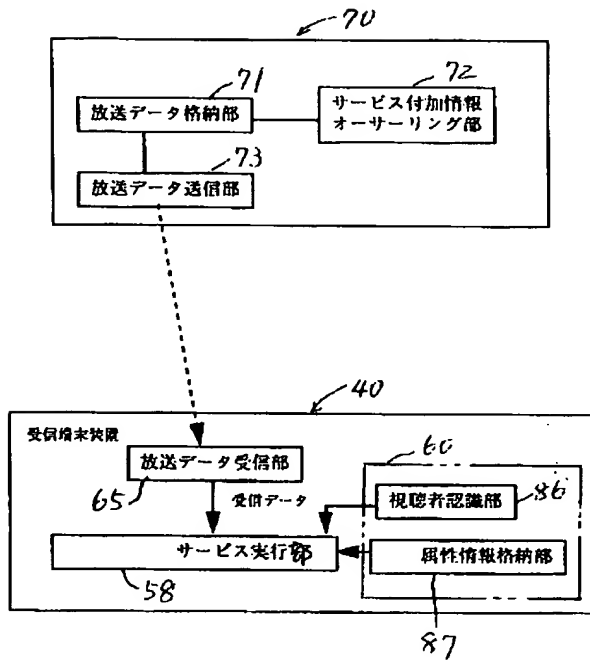 70
71
72
放送データ格納部
サービス付加情報
オーサーリング部
73
放送データ送信部
40
受信端末装置
60
放送データ受信部
65
受信データ
視聴者認識部
86
サービス実行部
属性情報格納部
58
87